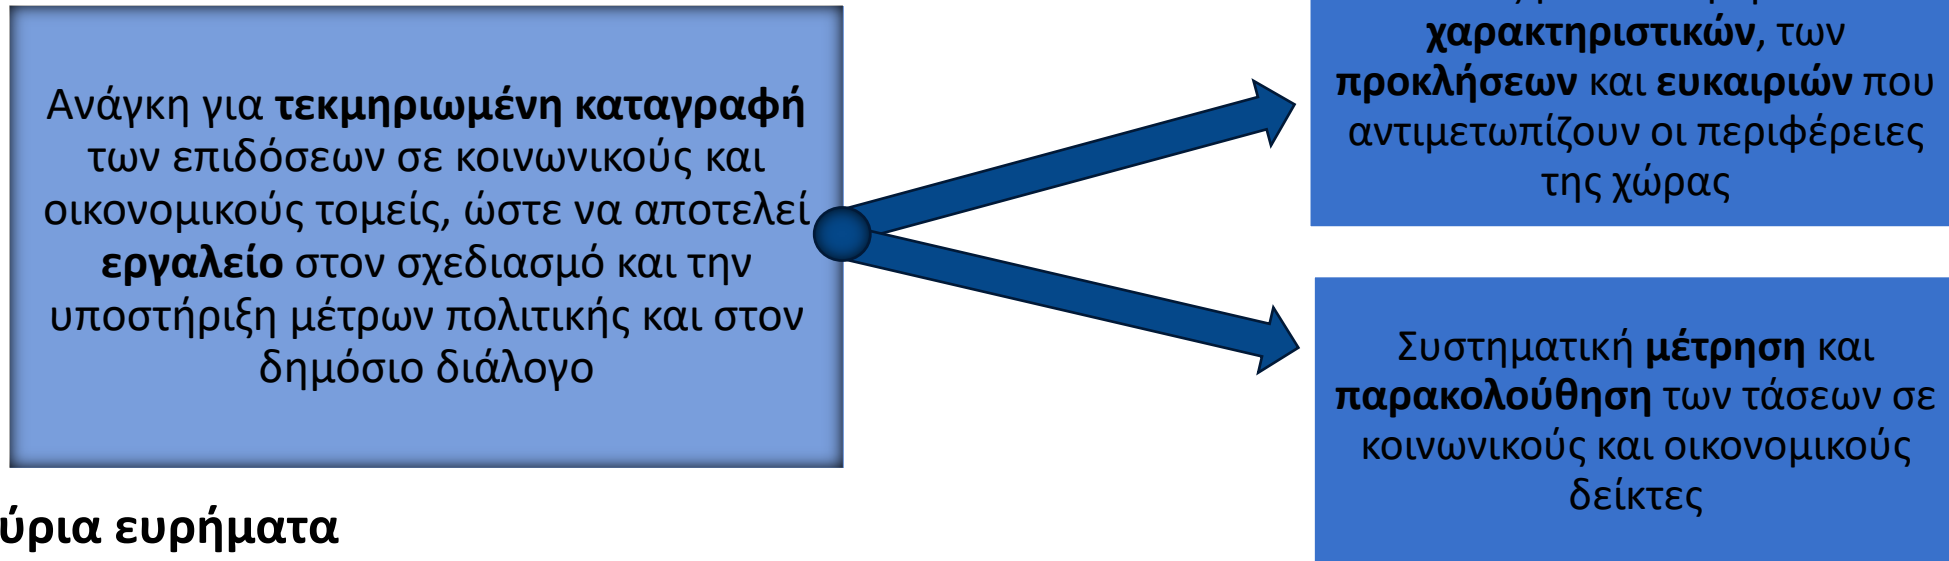 Ανάγκη για τεκμηριωμένη καταγραφή
των επιδόσεων σε κοινωνικούς και
οικονομικούς τομείς, ώστε να αποτελεί
εργαλείο στον σχεδιασμό και την
υποστήριξη μέτρων πολιτικής και στον
δημόσιο διάλογο
χαρακτηριστικών, των
προκλήσεων και ευκαιριών που
αντιμετωπίζουν οι περιφέρειες
της χώρας
Συστηματική μέτρηση και
παρακολούθηση των τάσεων σε
κοινωνικούς και οικονομικούς
δείκτες
ύρια ευρήματα